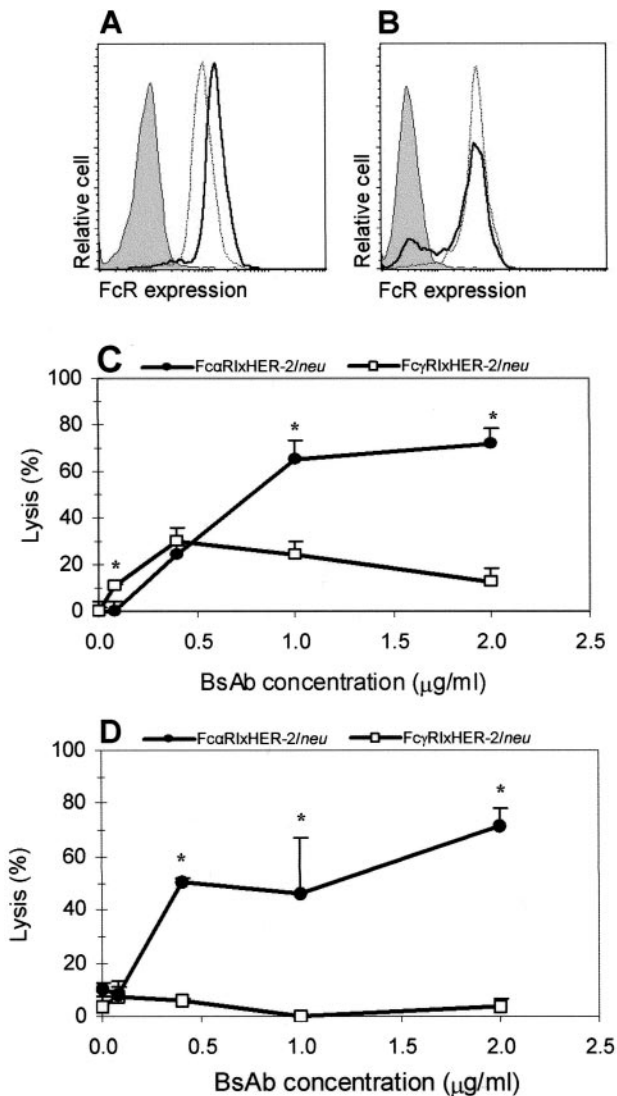 A
B
Relative cell
Relative cell
FcR expression
FcR expression
C
FcαRIxHER-2/neu
FcγRIxHER-2/neu
100
80
60
40
20
0
Lysis (%)
*
*
*
0.0
0.5
1.0
1.5
2.0
2.5
BsAb concentration (μg/ml)
D
FcαRIxHER-2/neu
FcγRIxHER-2/neu
100
80
60
40
20
0
Lysis (%)
*
*
*
0.0
0.5
1.0
1.5
2.0
2.5
BsAb concentration (μg/ml)